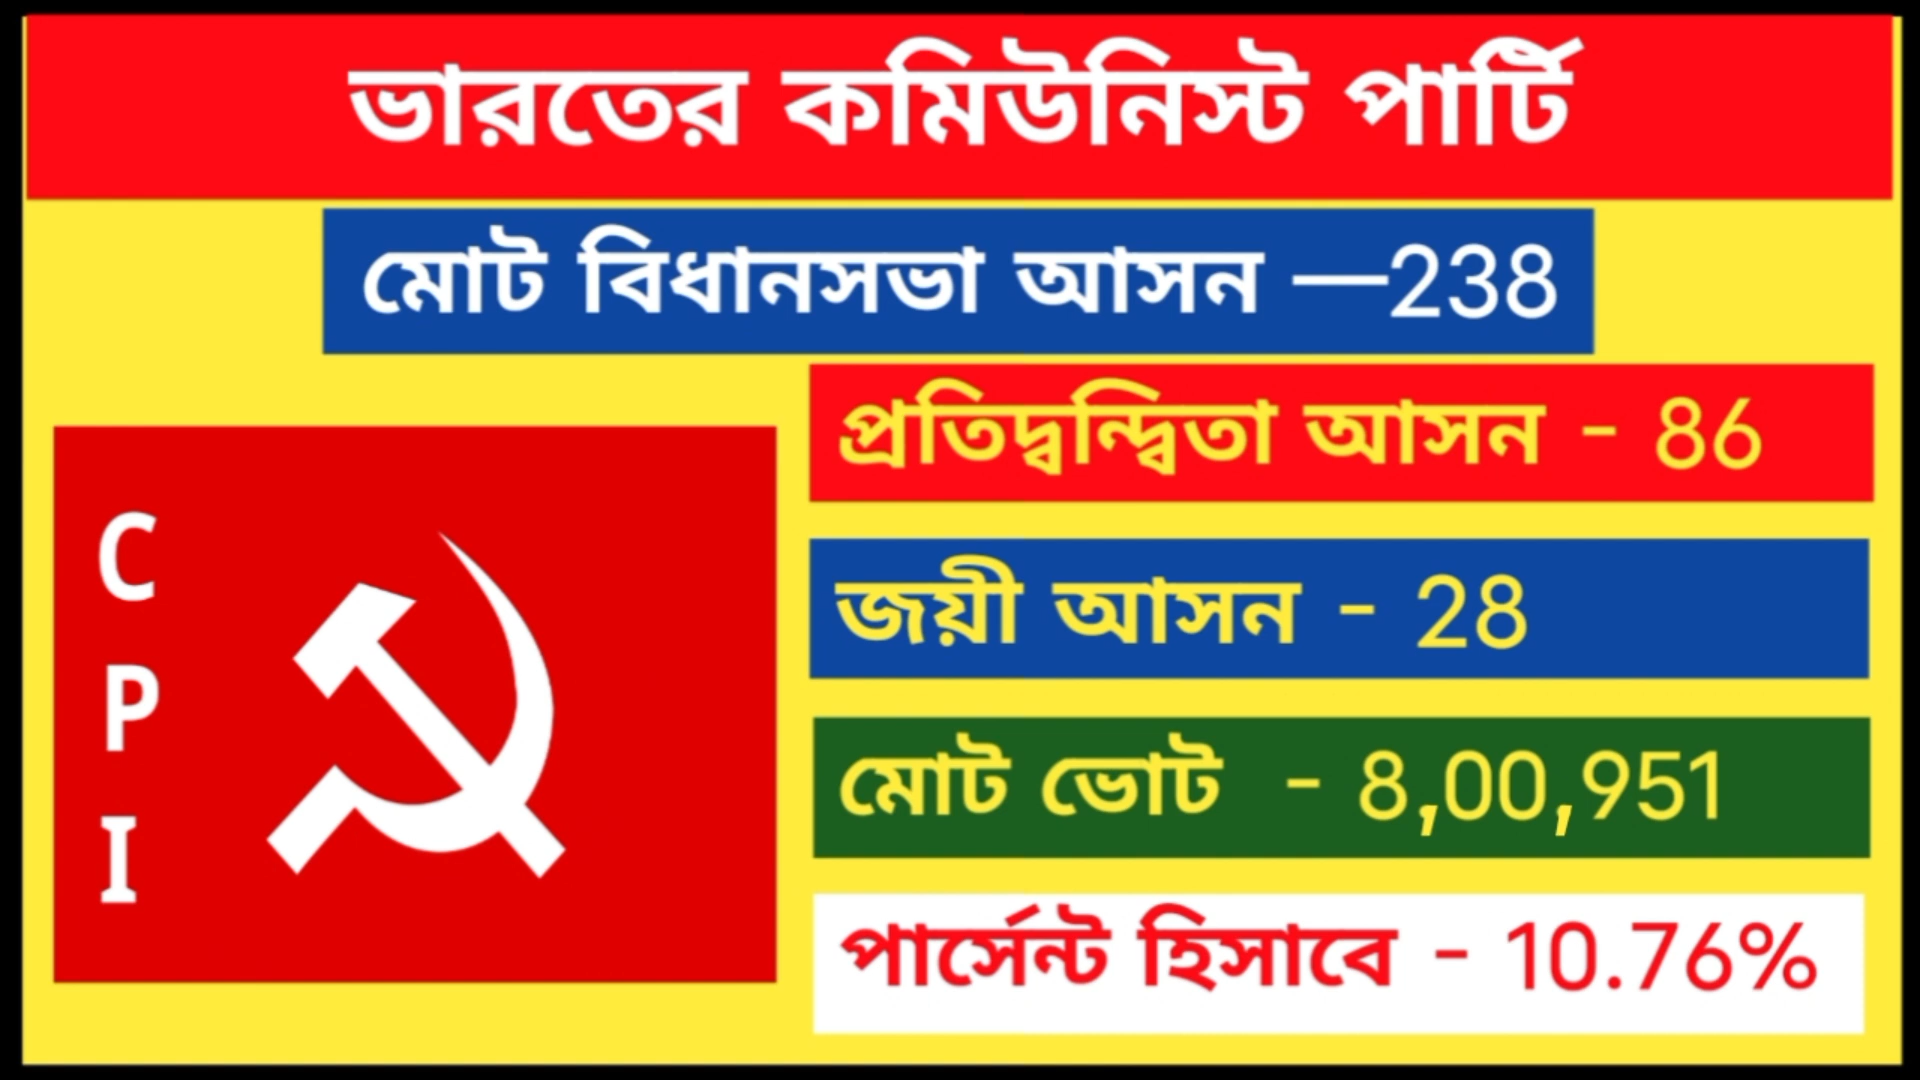 ভারতের কমিউনিস্ট পার্টি
মোট বিধানসভা আসন —238
প্রতিদ্বন্দ্বিতা আসন - 86
জয়ী আসন - 28
মোট ভোট - 8,00,951
পার্সেন্ট হিসাবে - 10.76%
C
P
I